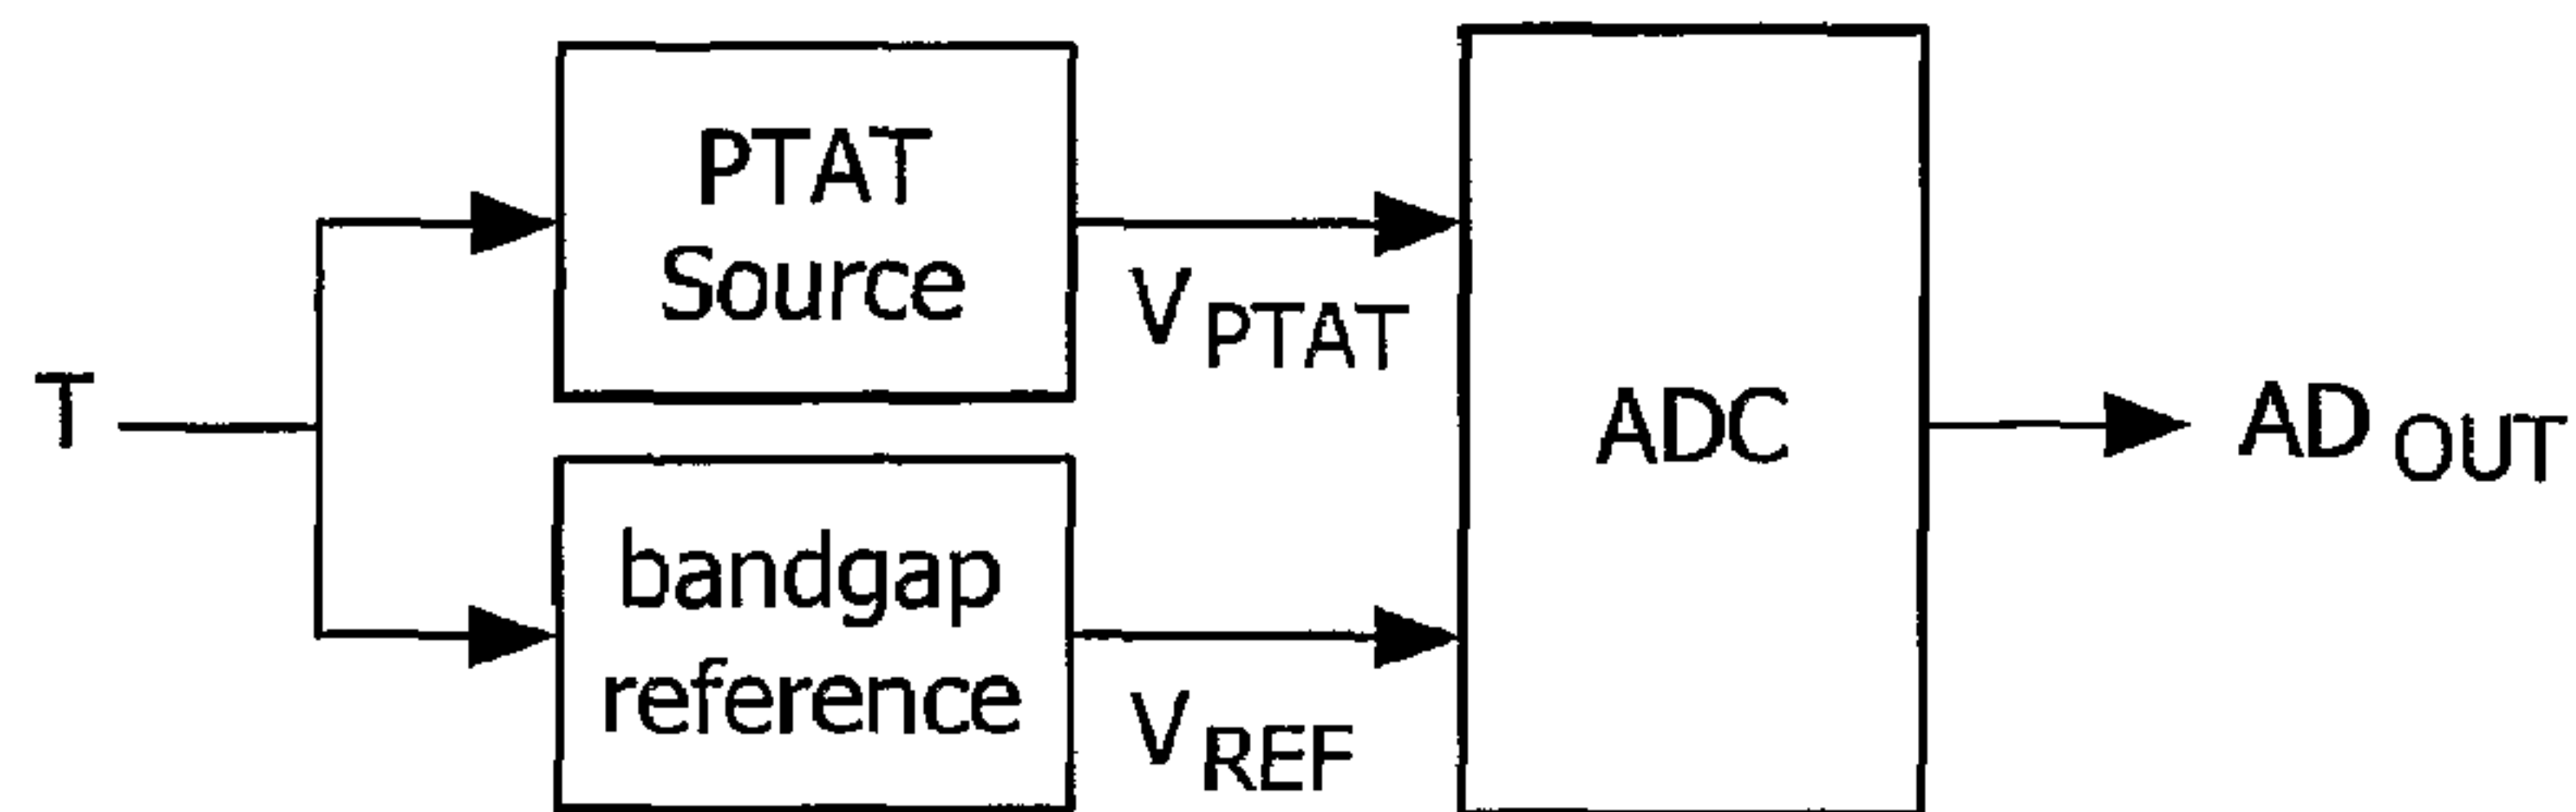 PTAT
Source
V PTAT
T
ADC
AD OUT
bandgap
reference
V REF